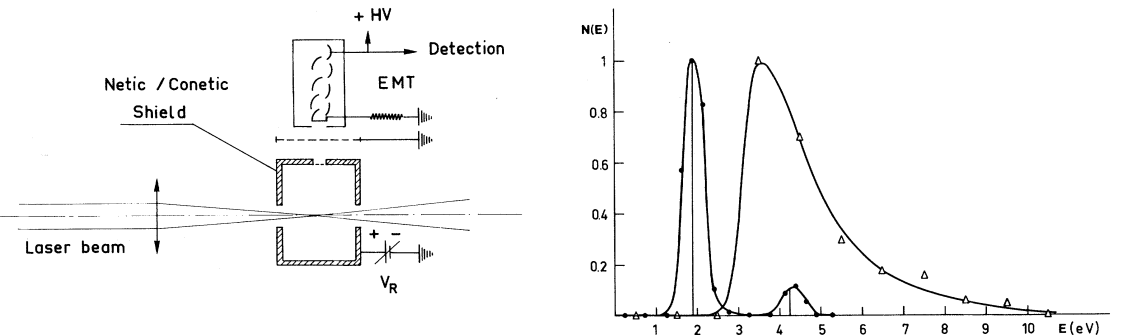 + HV
Detection
EMT
Netic / Conetic
Shield
Laser beam
+ −
VR
N(E)
1
0.8
0.6
0.4
0.2
1 2 3 4 5 6 7 8 9 10 E(eV)